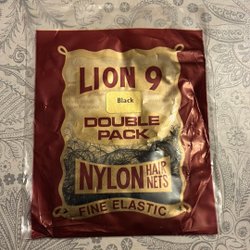 LION 9
Black
DOUBLE
PACK
NYLON HAIR NETS
FINE ELASTIC